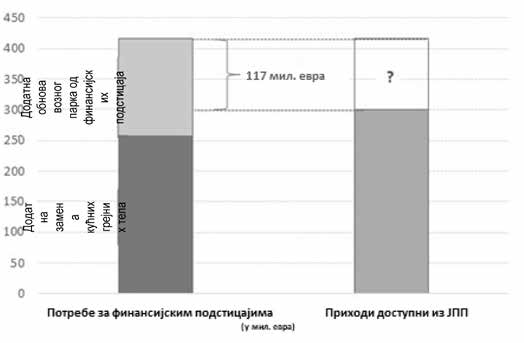 450
400
350
300
250
200
150
100
50
0
Додатна
обнова
возног
парка од
финансијск
их
подстицаја
Додат
на
замен
а
кућних
грејни
х тела
117 мил. евра
?
Потребе за финансијским подстицајима
(у мил. евра)
Приходи доступни из ЈПП